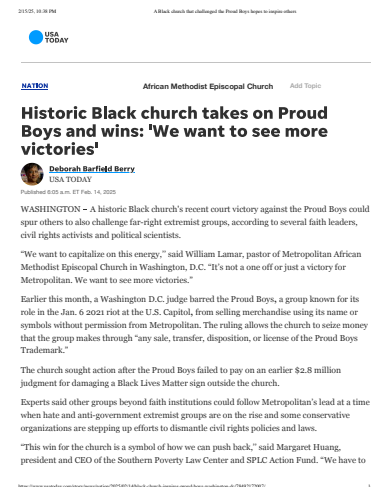 2/15/25, 10:38 PM
A Black church that challenged the Proud Boys hopes to inspire others
USA
TODAY
NATION
African Methodist Episcopal Church
Add Topic
Historic Black church takes on Proud
Boys and wins: 'We want to see more
victories'
Deborah Barfield Berry
USA TODAY
Published 6:05 a.m. ET Feb. 14, 2025
WASHINGTON – A historic Black church's recent court victory against the Proud Boys could
spur others to also challenge far-right extremist groups, according to several faith leaders,
civil rights activists and political scientists.
“We want to capitalize on this energy,” said William Lamar, pastor of Metropolitan African
Methodist Episcopal Church in Washington, D.C. “It's not a one off or just a victory for
Metropolitan. We want to see more victories.”
Earlier this month, a Washington D.C. judge barred the Proud Boys, a group known for its
role in the Jan. 6 2021 riot at the U.S. Capitol, from selling merchandise using its name or
symbols without permission from Metropolitan. The ruling allows the church to seize money
that the group makes through “any sale, transfer, disposition, or license of the Proud Boys
Trademark.”
The church sought action after the Proud Boys failed to pay on an earlier $2.8 million
judgment for damaging a Black Lives Matter sign outside the church.
Experts said other groups beyond faith institutions could follow Metropolitan's lead at a time
when hate and anti-government extremist groups are on the rise and some conservative
organizations are stepping up efforts to dismantle civil rights policies and laws.
“This win for the church is a symbol of how we can push back,” said Margaret Huang,
president and CEO of the Southern Poverty Law Center and SPLC Action Fund. “We have to